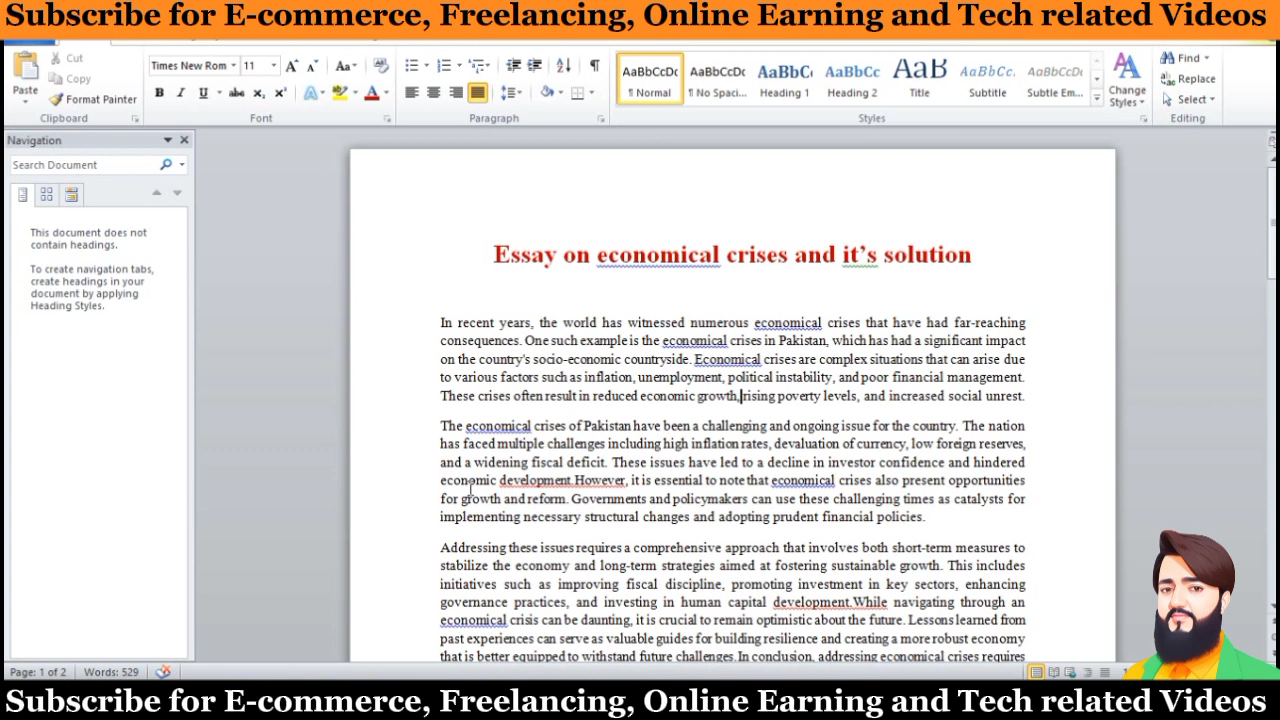 Subscribe for E-commerce, Freelancing, Online Earning and Tech related Videos
Paste
Cut
Copy
Format Painter
Clipboard
Times New Rom
11
Aa
B I U abc x₂ x²
A
Font
Paragraph
AaBbCcDc AaBbCcDc AaBbC AaBbCc AaB AaBbCc. AaBbCcDc
¶ Normal ¶ No Spaci... Heading 1 Heading 2 Title Subtitle Subtle Em...
Change
Styles
Styles
Find
Replace
Select
Editing
Navigation
Search Document
This document does not
contain headings.
To create navigation tabs,
create headings in your
document by applying
Heading Styles.
Essay on economical crises and it’s solution
In recent years, the world has witnessed numerous economical crises that have had far-reaching
consequences. One such example is the economical crises in Pakistan, which has had a significant impact
on the country's socio-economic countryside. Economical crises are complex situations that can arise due
to various factors such as inflation, unemployment, political instability, and poor financial management.
These crises often result in reduced economic growth,rising poverty levels, and increased social unrest.
The economical crises of Pakistan have been a challenging and ongoing issue for the country. The nation
has faced multiple challenges including high inflation rates, devaluation of currency, low foreign reserves,
and a widening fiscal deficit. These issues have led to a decline in investor confidence and hindered
economic development.However, it is essential to note that economical crises also present opportunities
for growth and reform. Governments and policymakers can use these challenging times as catalysts for
implementing necessary structural changes and adopting prudent financial policies.
Addressing these issues requires a comprehensive approach that involves both short-term measures to
stabilize the economy and long-term strategies aimed at fostering sustainable growth. This includes
initiatives such as improving fiscal discipline, promoting investment in key sectors, enhancing
governance practices, and investing in human capital development.While navigating through an
economical crisis can be daunting, it is crucial to remain optimistic about the future. Lessons learned from
past experiences can serve as valuable guides for building resilience and creating a more robust economy
that is better equipped to withstand future challenges.In conclusion, addressing economical crises requires
Page: 1 of 2
Words: 529
Subscribe for E-commerce, Freelancing, Online Earning and Tech related Videos